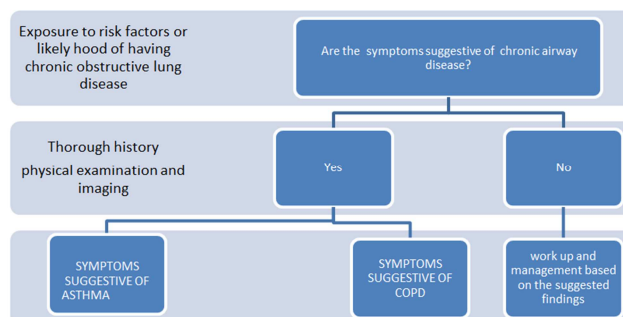 Exposure to risk factors or
likely hood of having
chronic obstructive lung
disease
Are the symptoms suggestive of chronic airway
disease?
Thorough history
physical examination and
imaging
Yes
No
SYMPTOMS
SUGGESTIVE OF
ASTHMA
SYMPTOMS
SUGGESTIVE OF
COPD
work up and
management based
on the suggested
findings